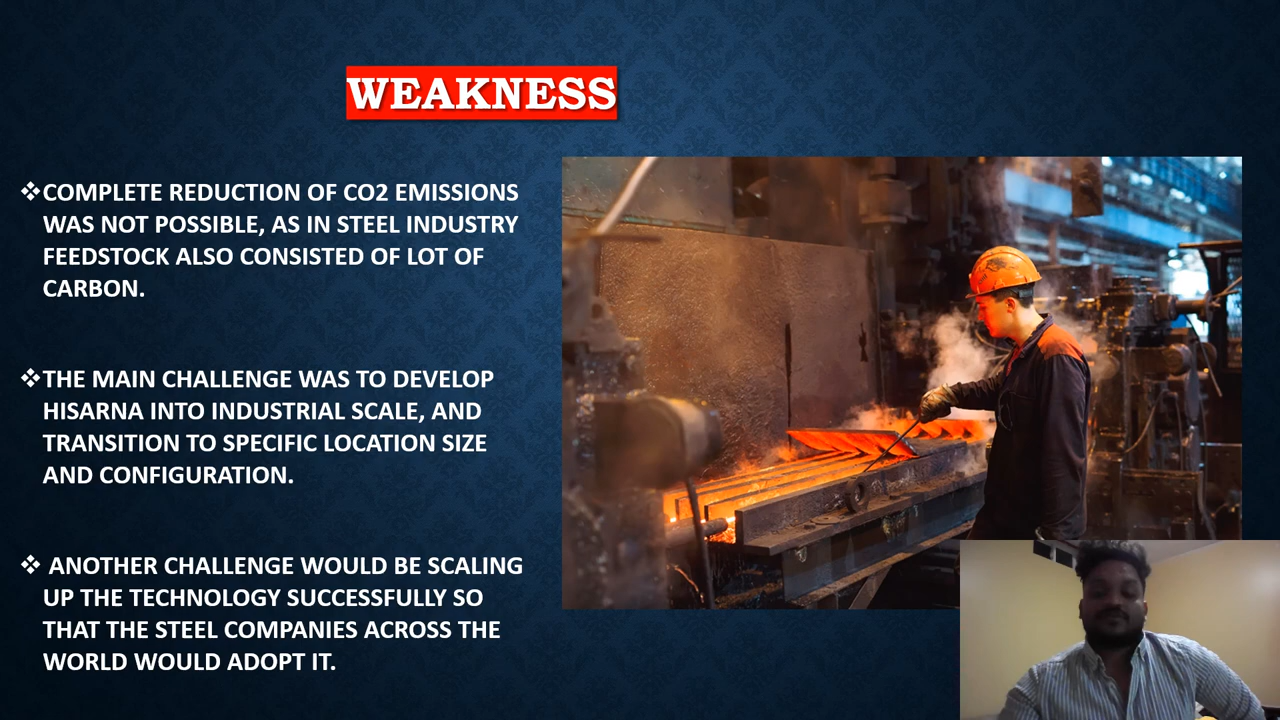 WEAKNESS
❖COMPLETE REDUCTION OF CO2 EMISSIONS
WAS NOT POSSIBLE, AS IN STEEL INDUSTRY
FEEDSTOCK ALSO CONSISTED OF LOT OF
CARBON.
❖THE MAIN CHALLENGE WAS TO DEVELOP
HISARNA INTO INDUSTRIAL SCALE, AND
TRANSITION TO SPECIFIC LOCATION SIZE
AND CONFIGURATION.
❖ ANOTHER CHALLENGE WOULD BE SCALING
UP THE TECHNOLOGY SUCCESSFULLY SO
THAT THE STEEL COMPANIES ACROSS THE
WORLD WOULD ADOPT IT.